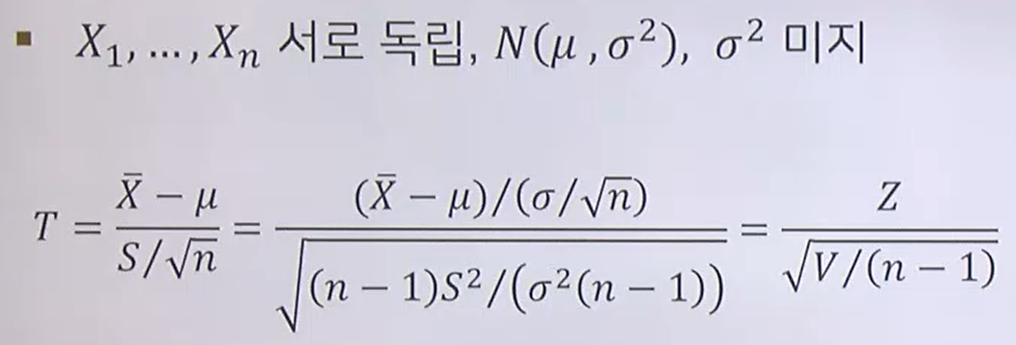 ▪ X₁, …, Xₙ 서로 독립, N(μ , σ²), σ² 미지
T = (X̄ − μ)/(S/√n) = ((X̄ − μ)/(σ/√n))/√((n − 1)S²/(σ²(n − 1))) = Z/√(V/(n − 1))